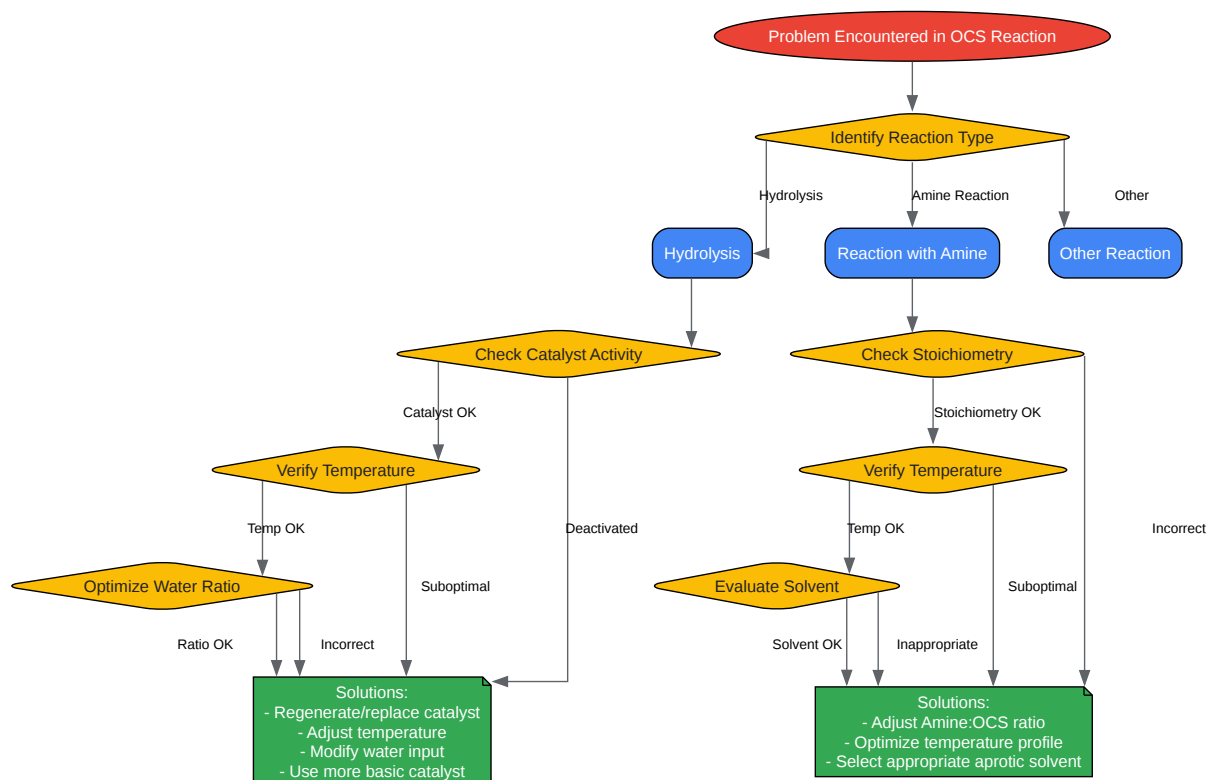 Problem Encountered in OCS Reaction
Identify Reaction Type
Hydrolysis
Amine Reaction
Other
Hydrolysis
Reaction with Amine
Other Reaction
Check Catalyst Activity
Check Stoichiometry
Catalyst OK
Stoichiometry OK
Verify Temperature
Verify Temperature
Temp OK
Deactivated
Temp OK
Incorrect
Optimize Water Ratio
Suboptimal
Evaluate Solvent
Suboptimal
Ratio OK
Incorrect
Solvent OK
Inappropriate
Solutions:
- Regenerate/replace catalyst
- Adjust temperature
- Modify water input
- Use more basic catalyst
Solutions:
- Adjust Amine:OCS ratio
- Optimize temperature profile
- Select appropriate aprotic solvent